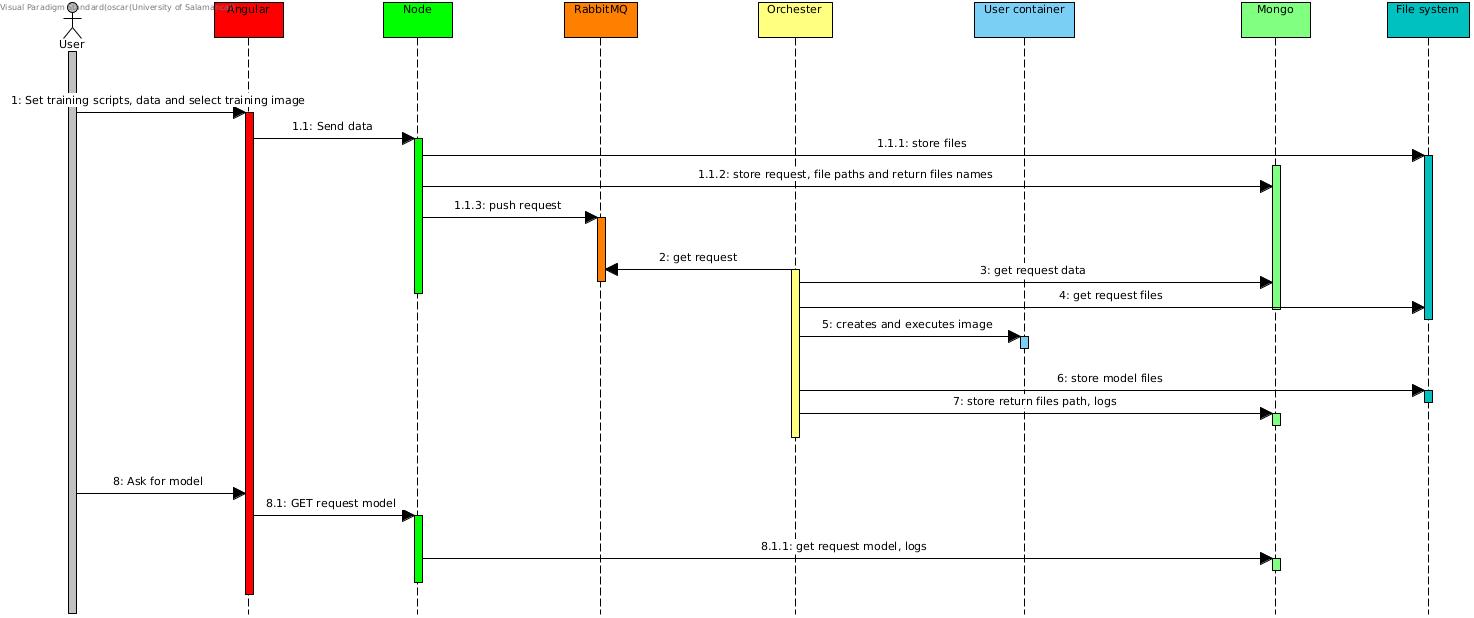 Visual Paradigm Standard(oscar(University of Salama
User
Angular
Node
RabbitMQ
Orchester
User container
Mongo
File system
1: Set training scripts, data and select training image
1.1: Send data
1.1.1: store files
1.1.2: store request, file paths and return files names
1.1.3: push request
2: get request
3: get request data
4: get request files
5: creates and executes image
6: store model files
7: store return files path, logs
8: Ask for model
8.1: GET request model
8.1.1: get request model, logs